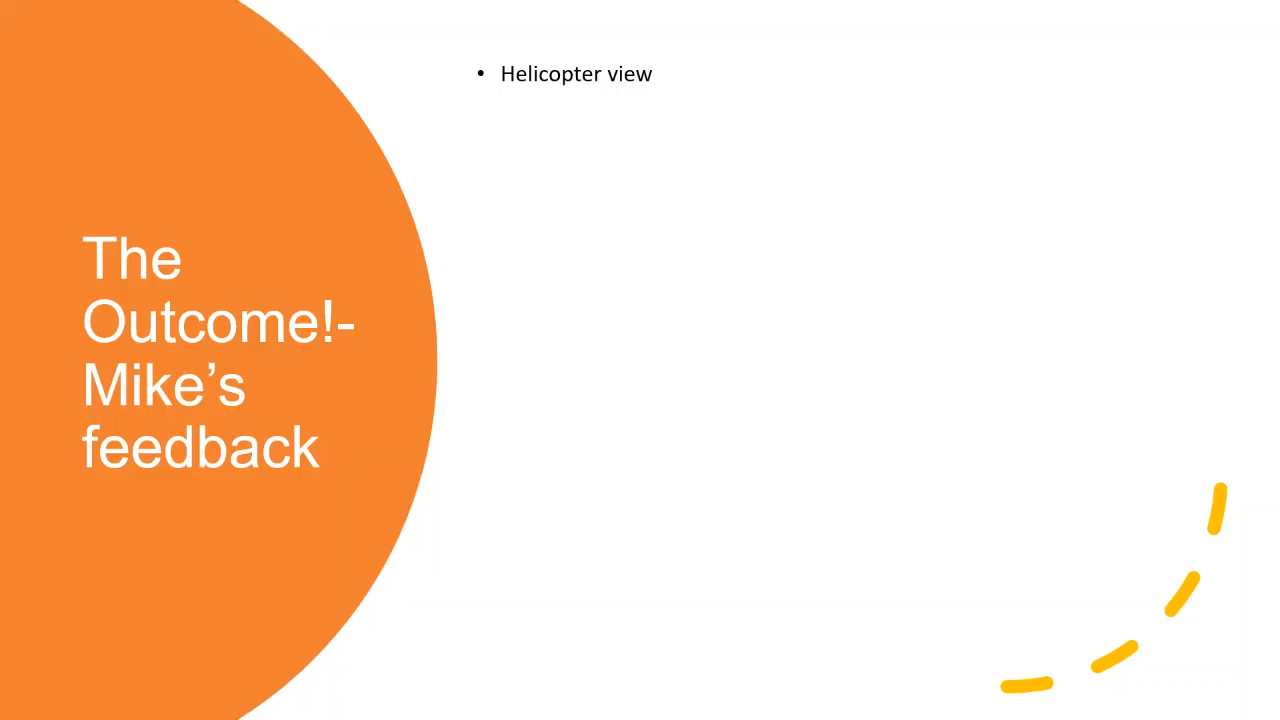 The
Outcome!-
Mike’s
feedback
• Helicopter view